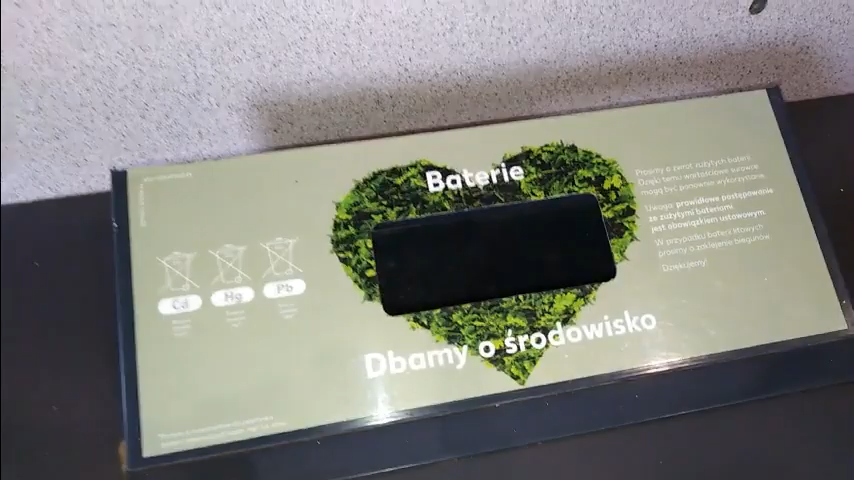 Baterie
Prosimy o zwrot zużytych baterii.
Dzięki temu wartościowe surowce
mogą być ponownie wykorzystane.
Uwaga: prawidłowe postępowanie
ze zużytymi bateriami
jest obowiązkiem ustawowym.
W przypadku baterii litowych
prosimy o zaklejenie biegunów.
Dziękujemy!
Cd
Hg
Pb
Dbamy o środowisko